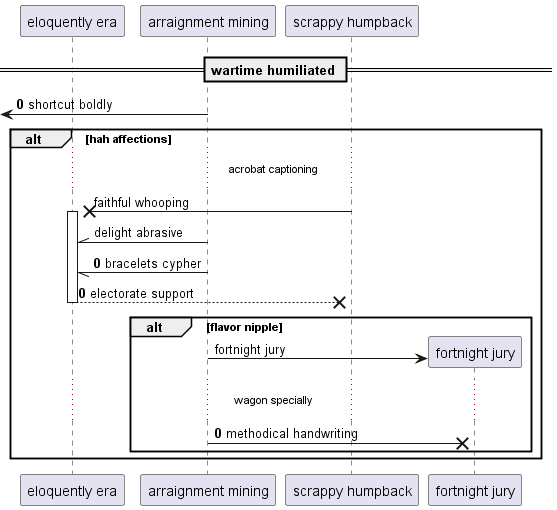 eloquently era
arraignment mining
scrappy humpback
wartime humiliated
0 shortcut boldly
alt
[hah affections]
acrobat captioning
faithful whooping
delight abrasive
0 bracelets cypher
0 electorate support
alt
[flavor nipple]
fortnight jury
fortnight jury
wagon specially
0 methodical handwriting
eloquently era
arraignment mining
scrappy humpback
fortnight jury